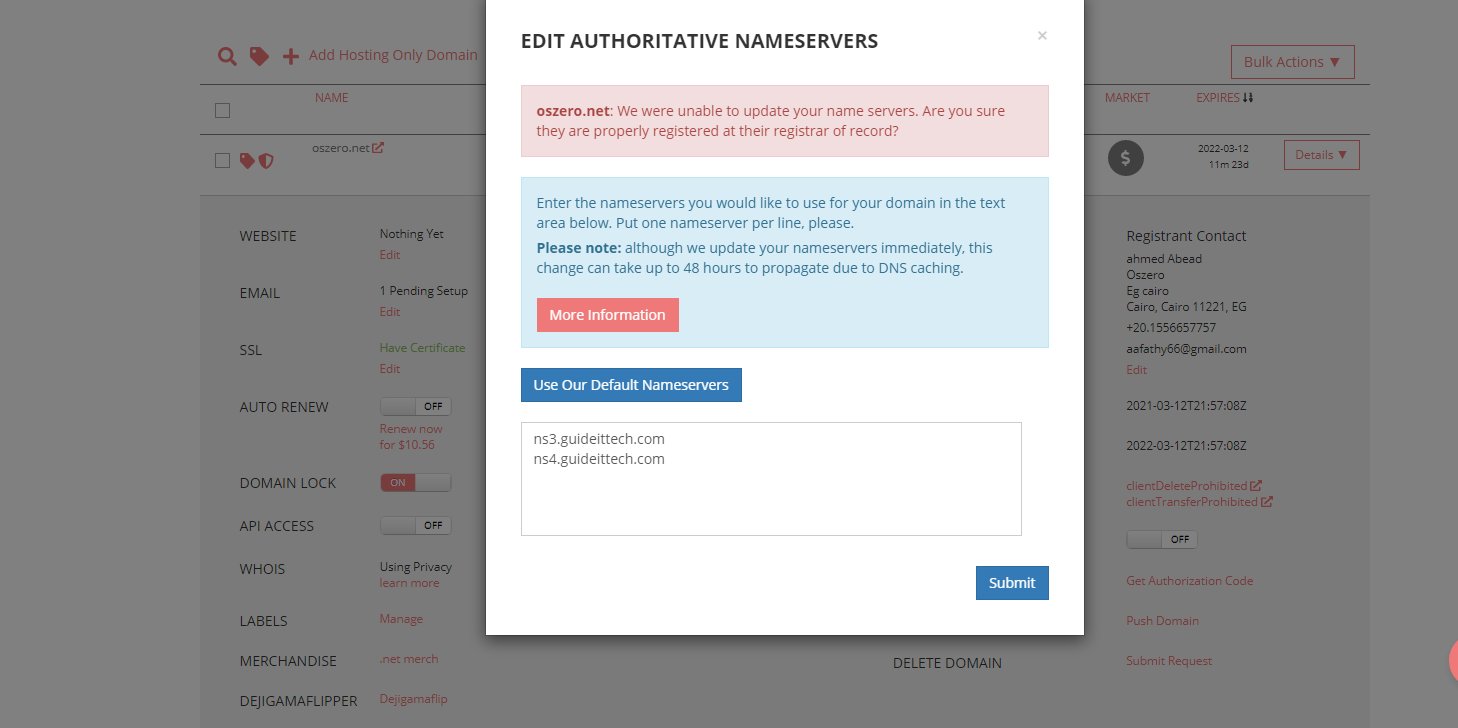 EDIT AUTHORITATIVE NAMESERVERS
×
oszero.net: We were unable to update your name servers. Are you sure
they are properly registered at their registrar of record?
Enter the nameservers you would like to use for your domain in the text
area below. Put one nameserver per line, please.
Please note: although we update your nameservers immediately, this
change can take up to 48 hours to propagate due to DNS caching.
More Information
Use Our Default Nameservers
ns3.guideittech.com
ns4.guideittech.com
Submit
Add Hosting Only Domain
Bulk Actions ▼
NAME
MARKET
EXPIRES
oszero.net
$
2022-03-12
11m 23d
Details ▼
WEBSITE
Nothing Yet
Edit
EMAIL
1 Pending Setup
Edit
SSL
Have Certificate
Edit
AUTO RENEW
OFF
Renew now
for $10.56
DOMAIN LOCK
ON
API ACCESS
OFF
WHOIS
Using Privacy
learn more
LABELS
Manage
MERCHANDISE
.net merch
DEJIGAMAFLIPPER
Dejigamaflip
Registrant Contact
ahmed Abead
Oszero
Eg cairo
Cairo, Cairo 11221, EG
+20.1556657757
aafathy66@gmail.com
Edit
2021-03-12T21:57:08Z
2022-03-12T21:57:08Z
clientDeleteProhibited
clientTransferProhibited
OFF
Get Authorization Code
Push Domain
DELETE DOMAIN
Submit Request